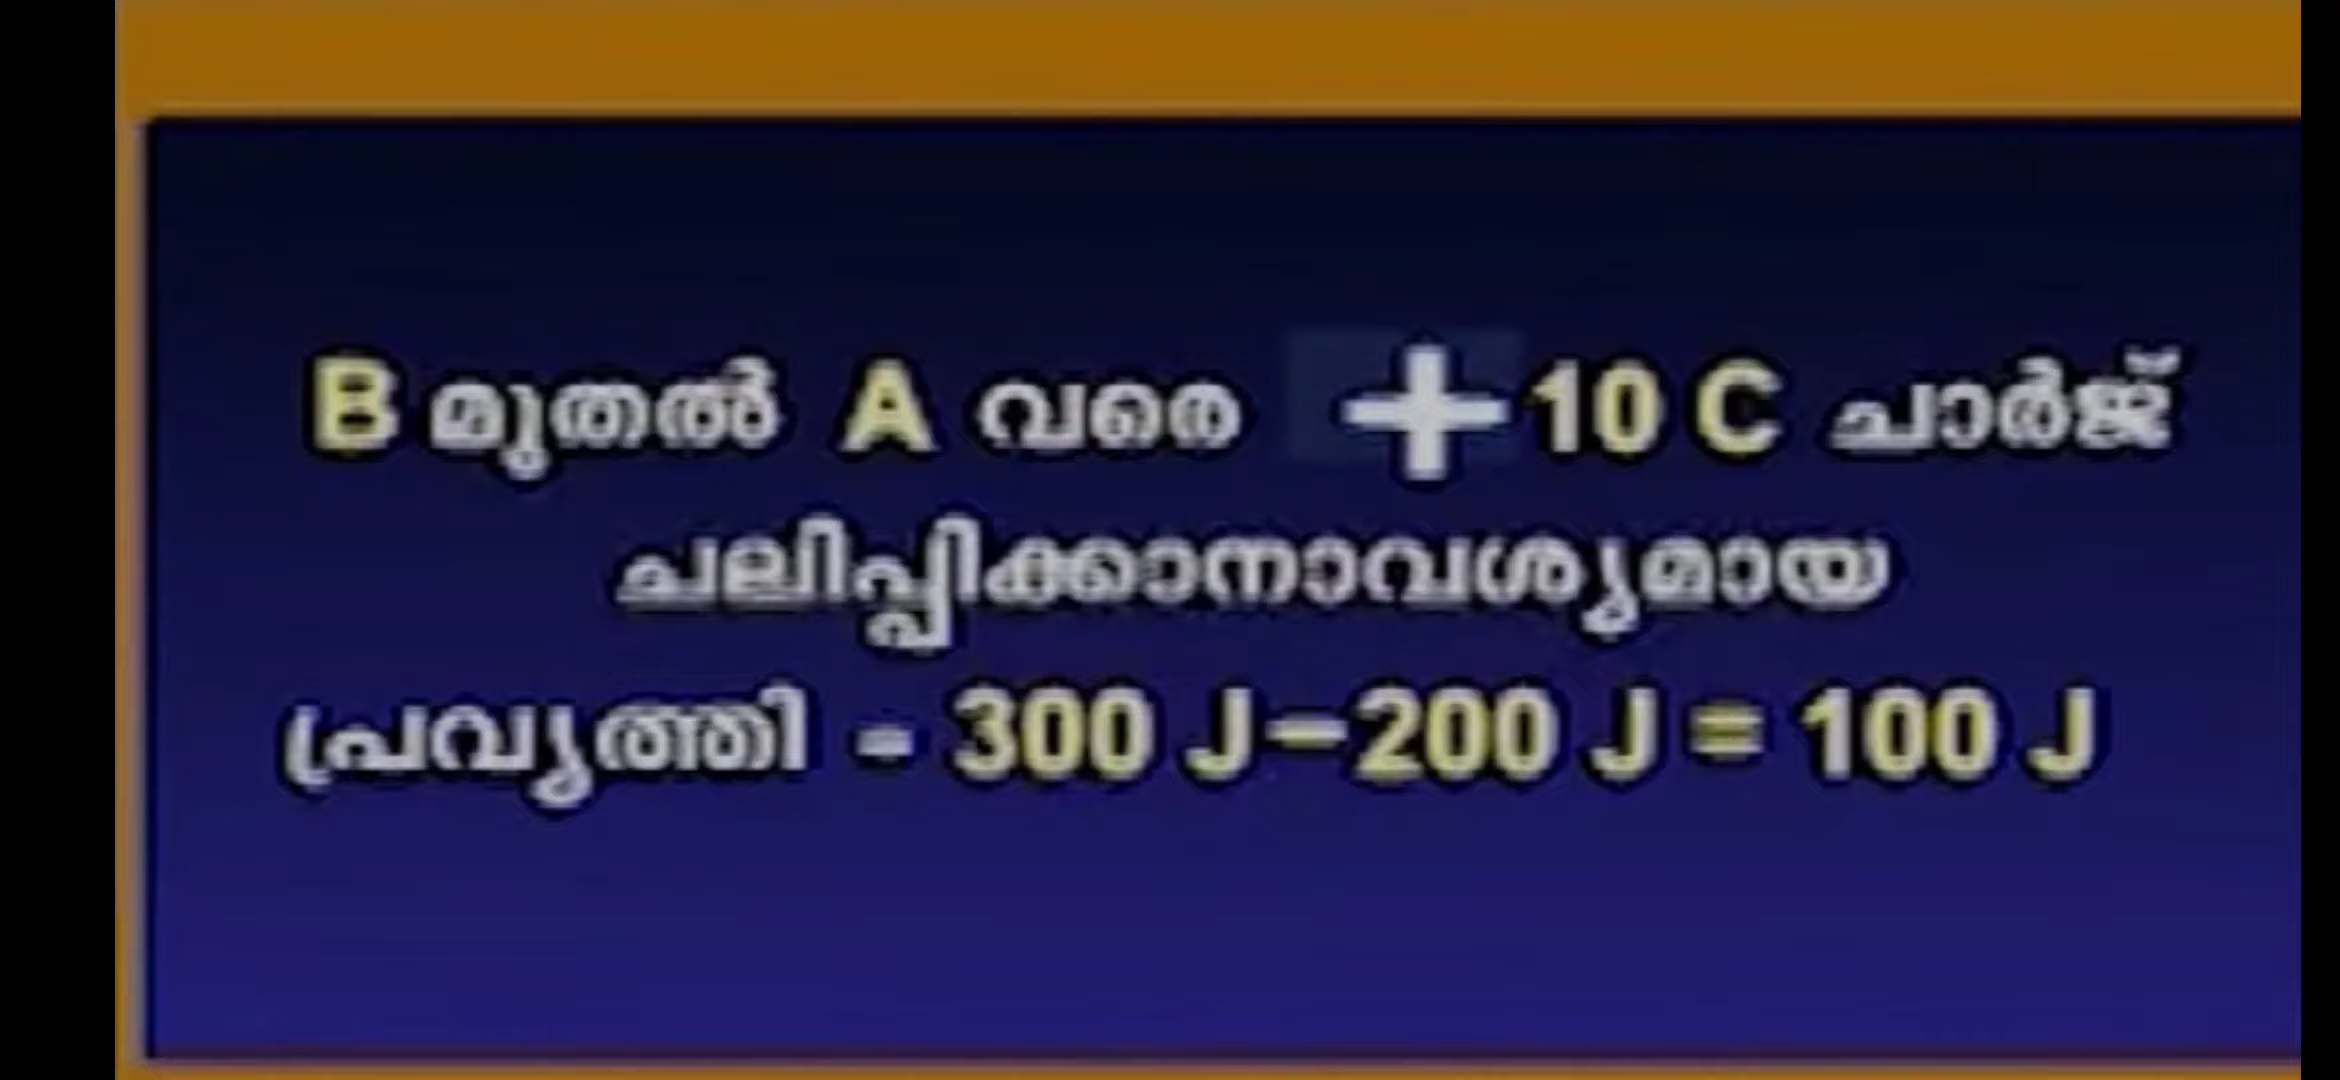 B മുതൽ A വരെ +10 C ചാർജ്
ചലിപ്പിക്കാനാവശ്യമായ
പ്രവൃത്തി - 300 J–200 J = 100 J